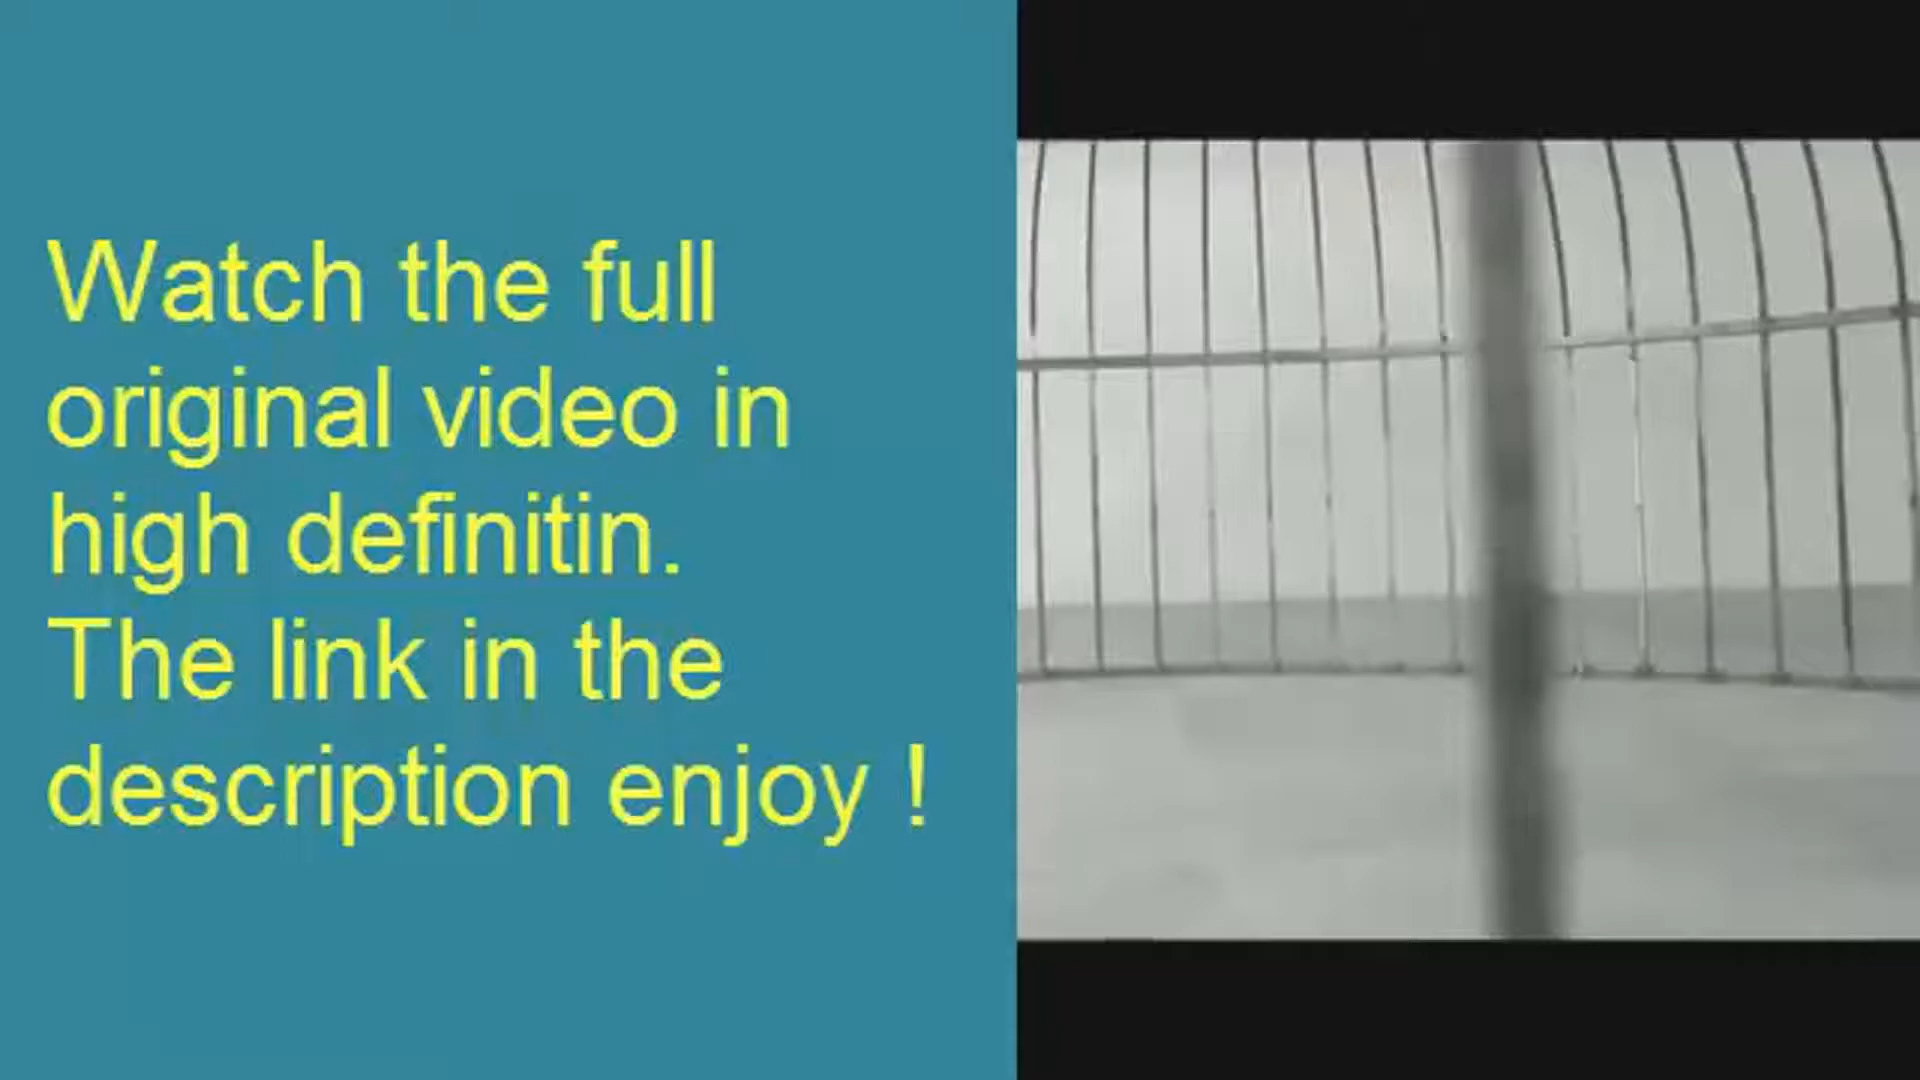 Watch the full
original video in
high definitin.
The link in the
description enjoy !